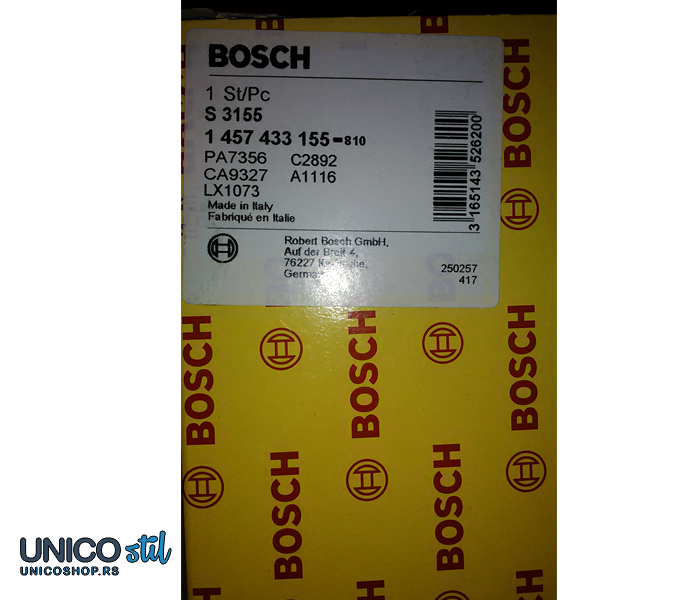 BOSCH
1 St/Pc
S 3155
1 457 433 155-810
PA7356 C2892
CA9327 A1116
LX1073
Made in Italy
Fabriqué en Italie
3 165143 526200
Robert Bosch GmbH,
Auf der Breit 4,
76227 Karlsruhe,
Germany
250257
417
BOSCH
BOSCH
BOSCH
BOSCH
BOSCH
BOSCH
UNICO stil
UNICOSHOP.RS